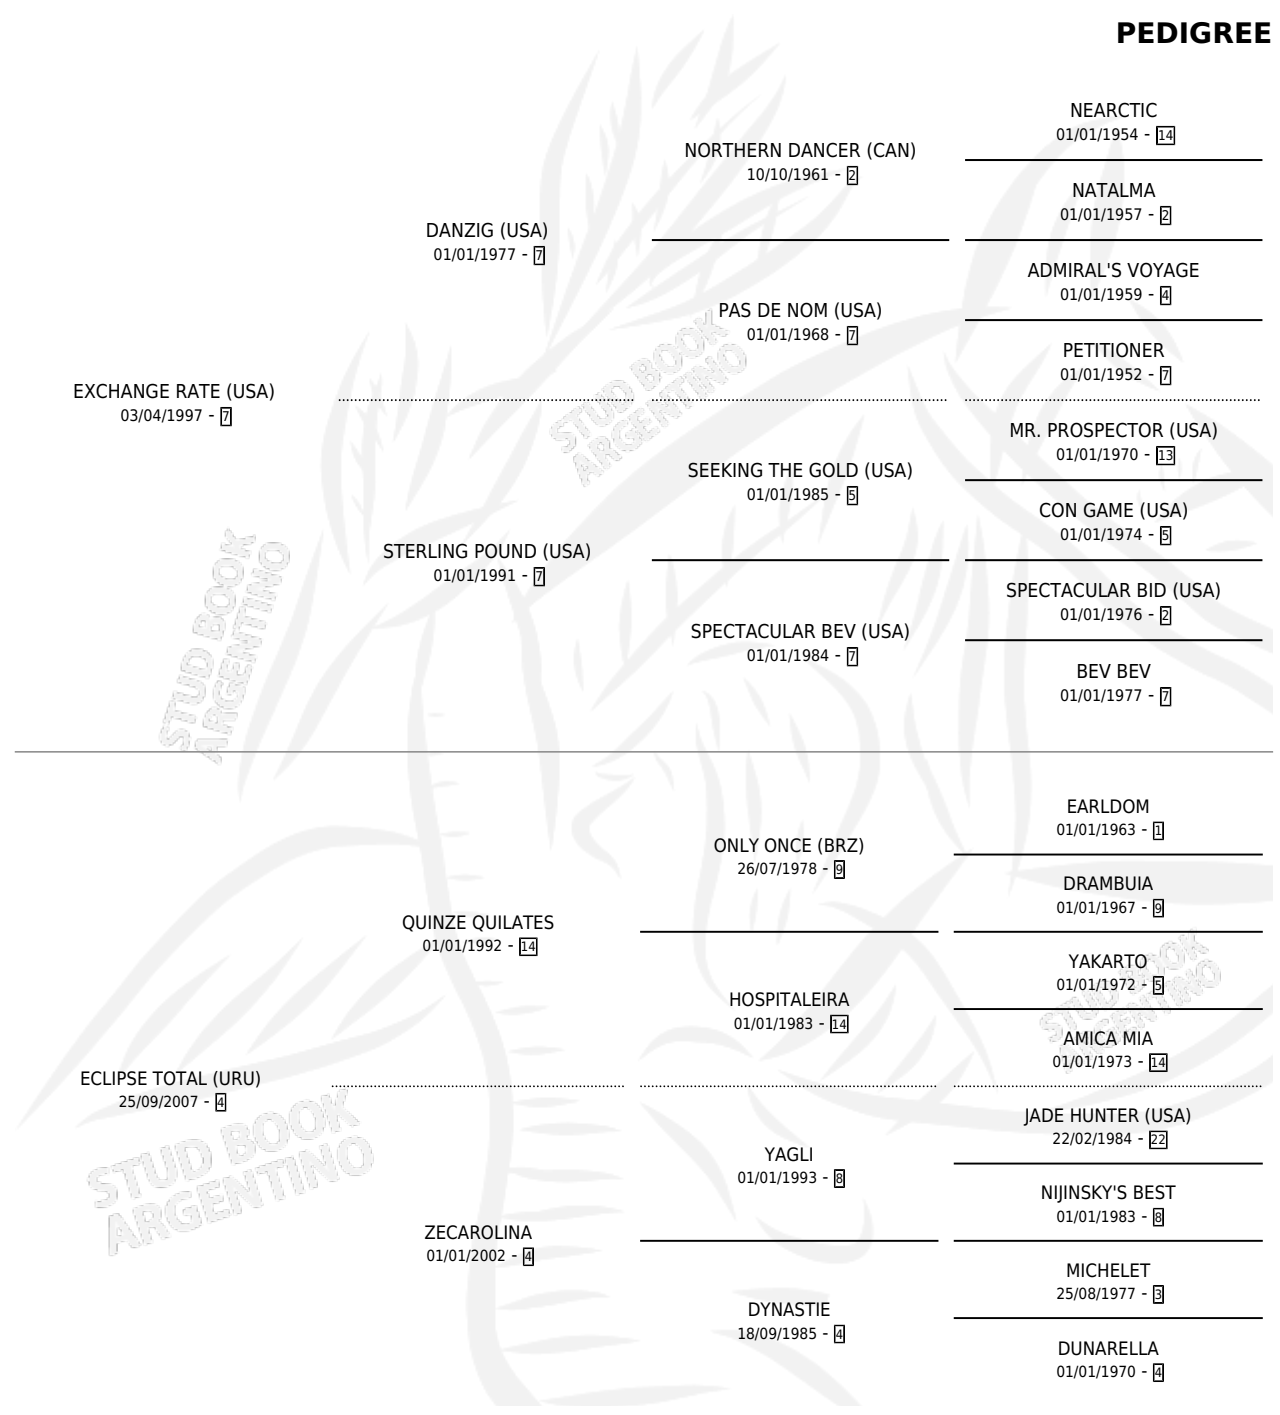 PEDIGREE
NEARCTIC
01/01/1954 - 14
NORTHERN DANCER (CAN)
10/10/1961 - 2
NATALMA
01/01/1957 - 2
DANZIG (USA)
01/01/1977 - 7
ADMIRAL'S VOYAGE
01/01/1959 - 4
PAS DE NOM (USA)
01/01/1968 - 7
PETITIONER
01/01/1952 - 7
EXCHANGE RATE (USA)
03/04/1997 - 7
MR. PROSPECTOR (USA)
01/01/1970 - 13
SEEKING THE GOLD (USA)
01/01/1985 - 5
CON GAME (USA)
01/01/1974 - 5
STERLING POUND (USA)
01/01/1991 - 7
SPECTACULAR BID (USA)
01/01/1976 - 2
SPECTACULAR BEV (USA)
01/01/1984 - 7
BEV BEV
01/01/1977 - 7
EARLDOM
01/01/1963 - 1
ONLY ONCE (BRZ)
26/07/1978 - 9
DRAMBUIA
01/01/1967 - 9
QUINZE QUILATES
01/01/1992 - 14
YAKARTO
01/01/1972 - 5
HOSPITALEIRA
01/01/1983 - 14
AMICA MIA
01/01/1973 - 14
ECLIPSE TOTAL (URU)
25/09/2007 - 4
JADE HUNTER (USA)
22/02/1984 - 22
YAGLI
01/01/1993 - 8
NIJINSKY'S BEST
01/01/1983 - 8
ZECAROLINA
01/01/2002 - 4
MICHELET
25/08/1977 - 3
DYNASTIE
18/09/1985 - 4
DUNARELLA
01/01/1970 - 4
STUD BOOK
ARGENTINO
STUD BOOK
ARGENTINO
STUD BOOK
ARGENTINO
STUD BOOK
ARGENTINO